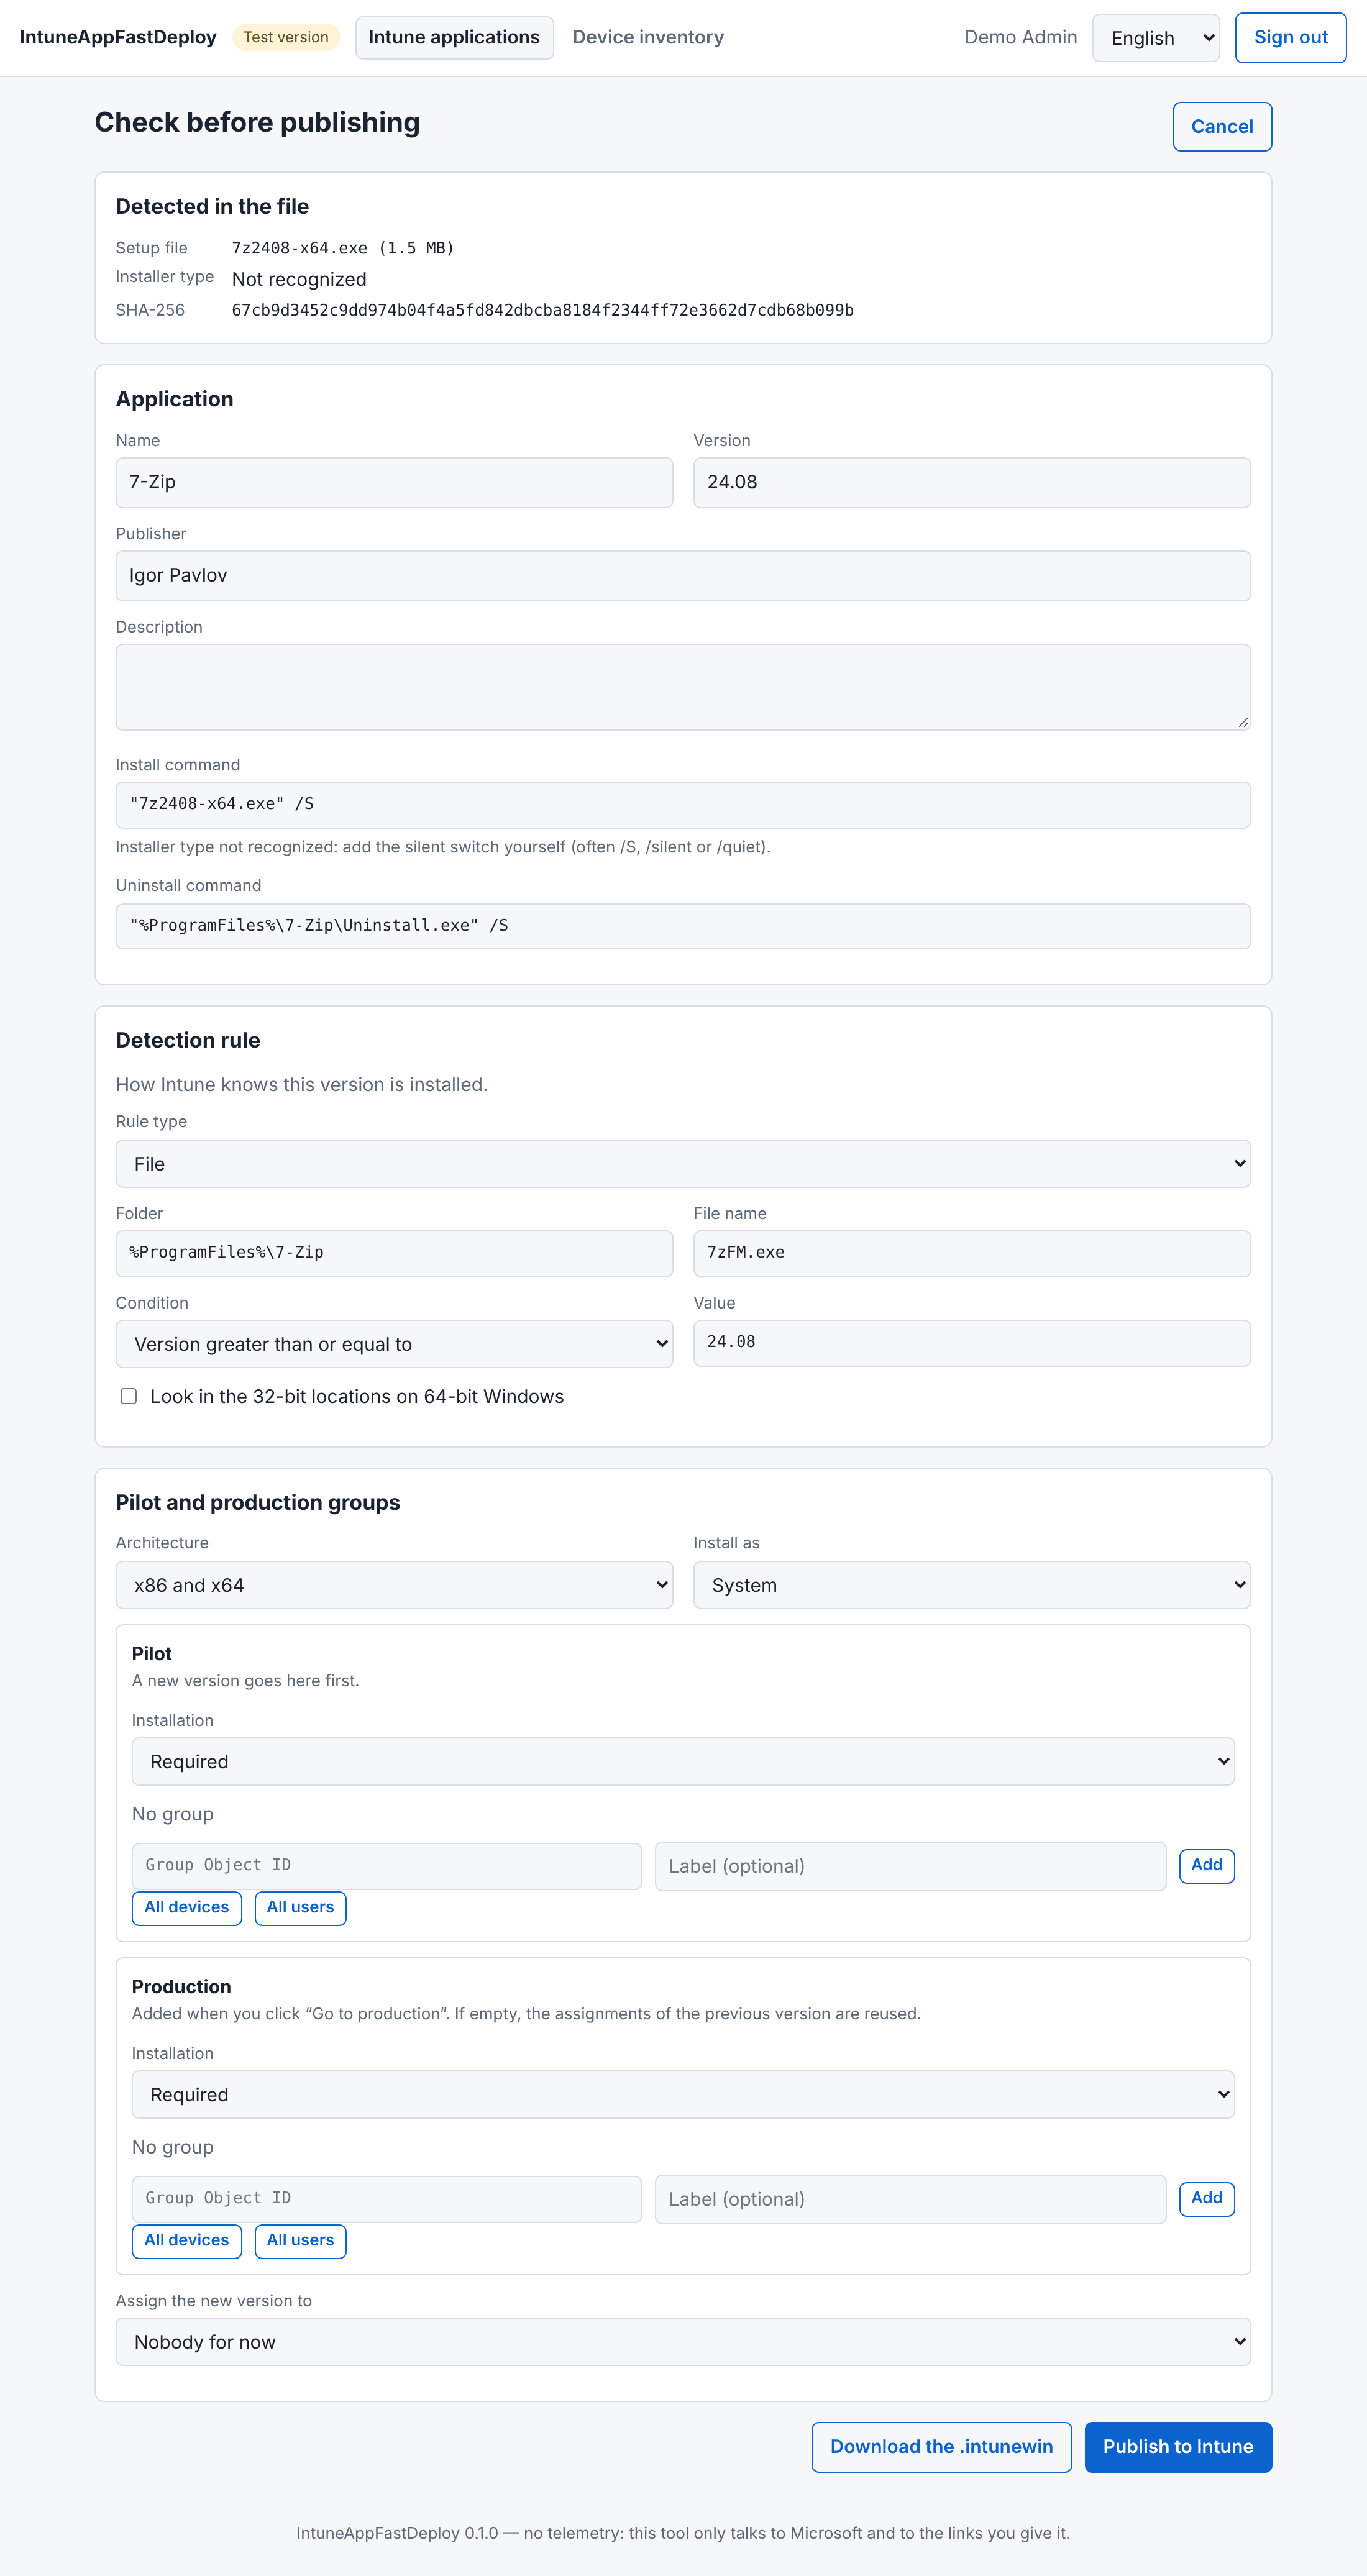 IntuneAppFastDeploy Test version Intune applications Device inventory Demo Admin English Sign out
Check before publishing Cancel
Detected in the file
Setup file 7z2408-x64.exe (1.5 MB)
Installer type Not recognized
SHA-256 67cb9d3452c9dd974b04f4a5fd842dbcba8184f2344ff72e3662d7cdb68b099b
Application
Name Version
7-Zip 24.08
Publisher
Igor Pavlov
Description
Install command
"7z2408-x64.exe" /S
Installer type not recognized: add the silent switch yourself (often /S, /silent or /quiet).
Uninstall command
"%ProgramFiles%\7-Zip\Uninstall.exe" /S
Detection rule
How Intune knows this version is installed.
Rule type
File
Folder File name
%ProgramFiles%\7-Zip 7zFM.exe
Condition Value
Version greater than or equal to 24.08
Look in the 32-bit locations on 64-bit Windows
Pilot and production groups
Architecture Install as
x86 and x64 System
Pilot
A new version goes here first.
Installation
Required
No group
Group Object ID Label (optional) Add
All devices All users
Production
Added when you click “Go to production”. If empty, the assignments of the previous version are reused.
Installation
Required
No group
Group Object ID Label (optional) Add
All devices All users
Assign the new version to
Nobody for now
Download the .intunewin Publish to Intune
IntuneAppFastDeploy 0.1.0 — no telemetry: this tool only talks to Microsoft and to the links you give it.